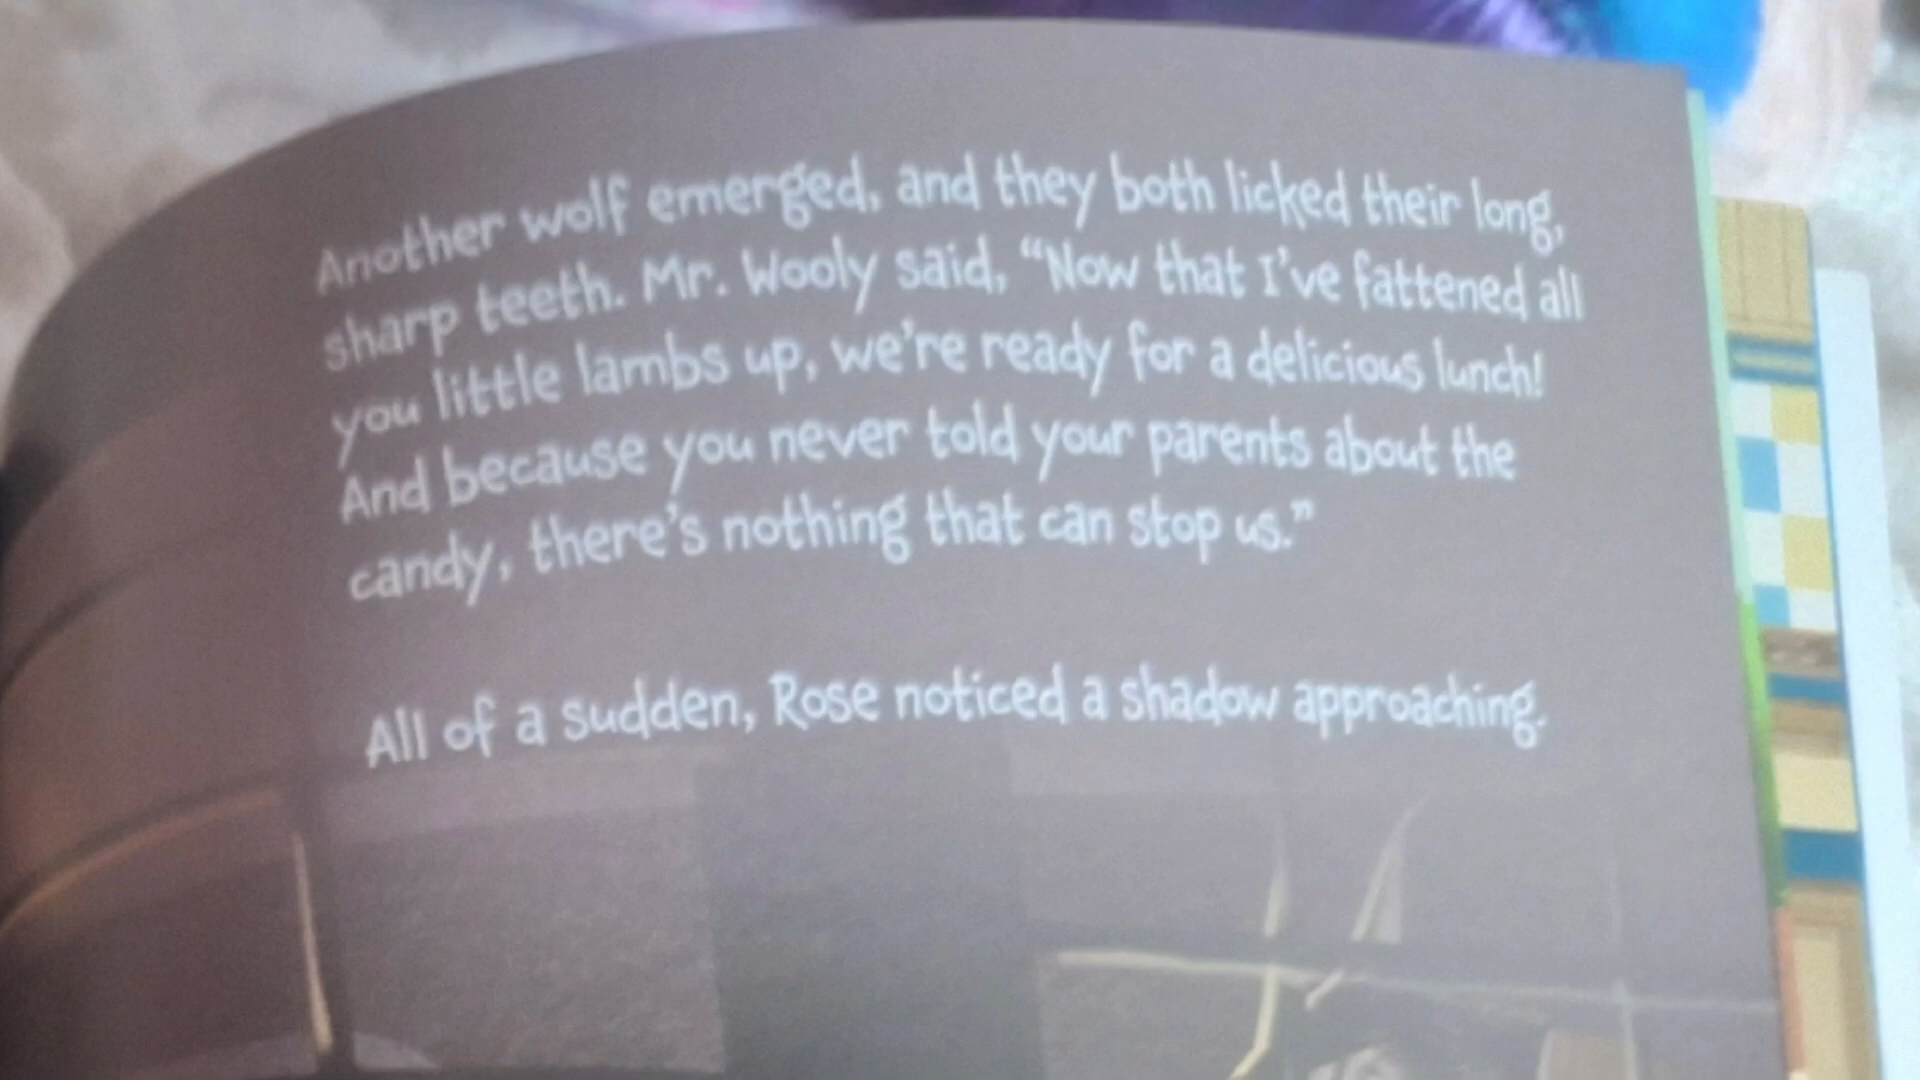 Another wolf emerged, and they both licked their long,
sharp teeth. Mr. Wooly said, “Now that I’ve fattened all
you little lambs up, we’re ready for a delicious lunch!
And because you never told your parents about the
candy, there’s nothing that can stop us.”
All of a sudden, Rose noticed a shadow approaching.